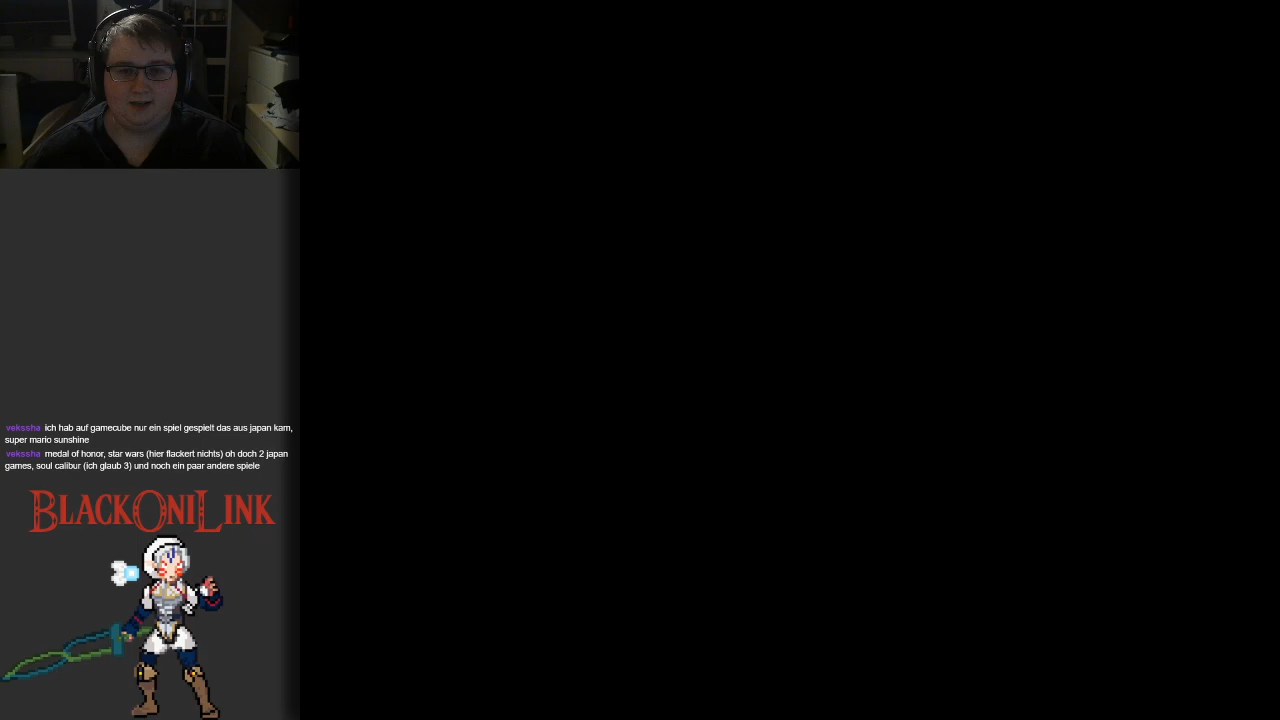 vekssha ich hab auf gamecube nur ein spiel gespielt das aus japan kam,
super mario sunshine
vekssha medal of honor, star wars (hier flackert nichts) oh doch 2 japan
games, soul calibur (ich glaub 3) und noch ein paar andere spiele
BLACKONILINK